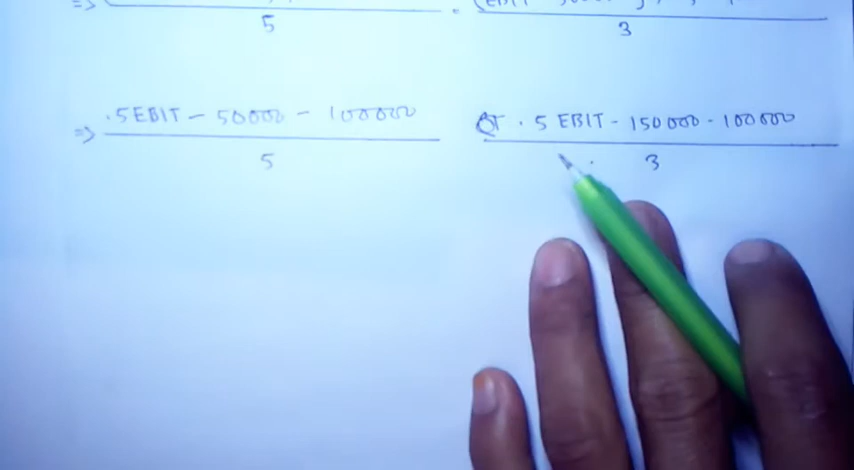 =>
5 = 3
=> .5EBIT - 50000 - 100000 .5 EBIT - 150000 - 100000
5 3